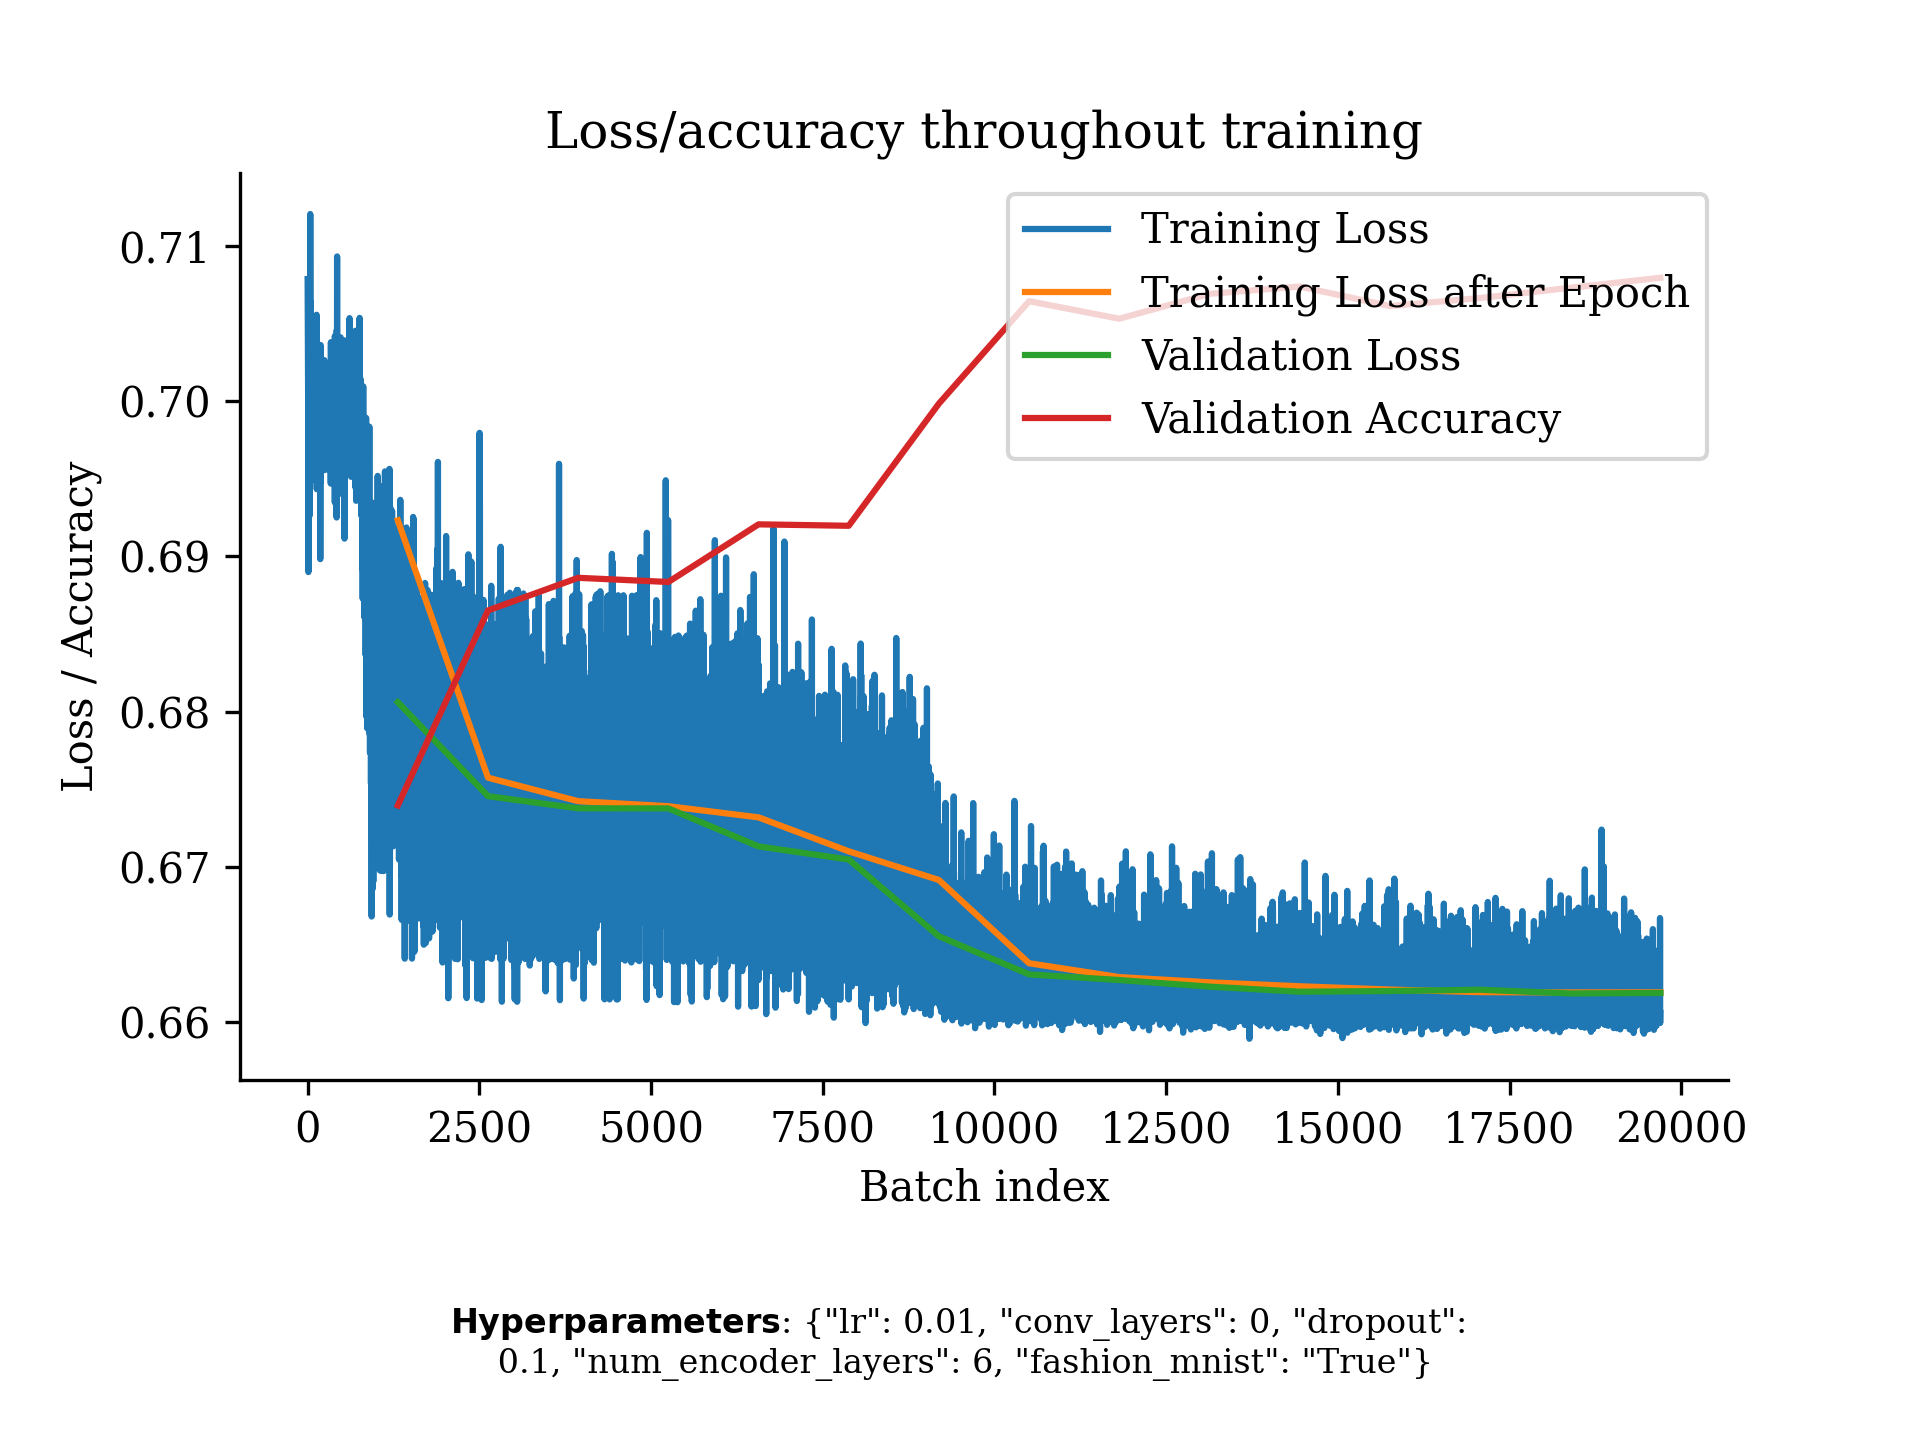 Loss/accuracy throughout training
Training Loss
Training Loss after Epoch
Validation Loss
Validation Accuracy
Loss / Accuracy
0.71
0.70
0.69
0.68
0.67
0.66
0 2500 5000 7500 10000 12500 15000 17500 20000
Batch index
Hyperparameters: {"lr": 0.01, "conv_layers": 0, "dropout":
0.1, "num_encoder_layers": 6, "fashion_mnist": "True"}